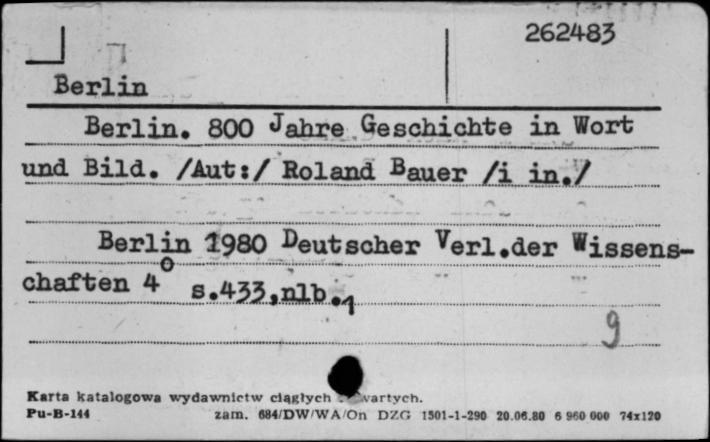 262483
Berlin
Berlin. 800 Jahre Geschichte in Wort
und Bild. /Aut:/ Roland Bauer /i in./
Berlin 1980 Deutscher Verl.der Wissens-
chaften 4° s.433,nlb.1
9
Karta katalogowa wydawnictw ciągłych
Pu-B-144 zam. 684/DW/WA/On DZG 1301-1-290 20.06.80 6 960 000 74x120